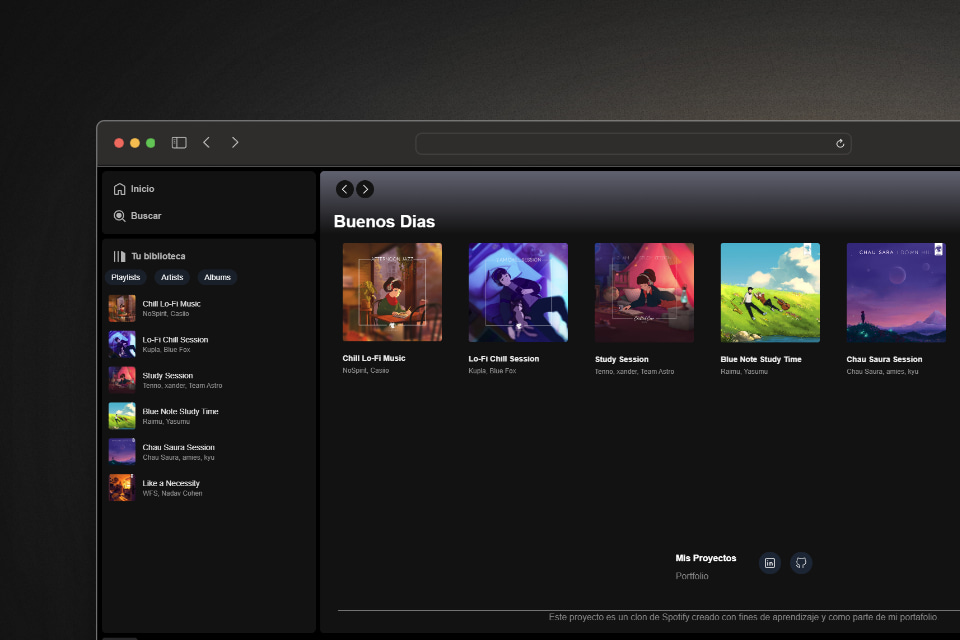 Inicio
Buscar
Tu biblioteca
Playlists Artists Albums
Chill Lo-Fi Music
NoSpirit, Casiio
Lo-Fi Chill Session
Kupla, Blue Fox
Study Session
Tenno, xander, Team Astro
Blue Note Study Time
Raimu, Yasumu
Chau Saura Session
Chau Saura, amies, kyu
Like a Necessily
WFS, Nadav Cohen
Buenos Dias
AFTERNOON JAZZ
CHAU SARA
Chill Lo-Fi Music
NoSpirit, Casiio
Lo-Fi Chill Session
Kupla, Blue Fox
Study Session
Tenno, xander, Team Astro
Blue Note Study Time
Raimu, Yasumu
Chau Saura Session
Chau Saura, amies, kyu
Mis Proyectos
Portfolio
Este proyecto es un clon de Spotify creado con fines de aprendizaje y como parte de mi portafolio